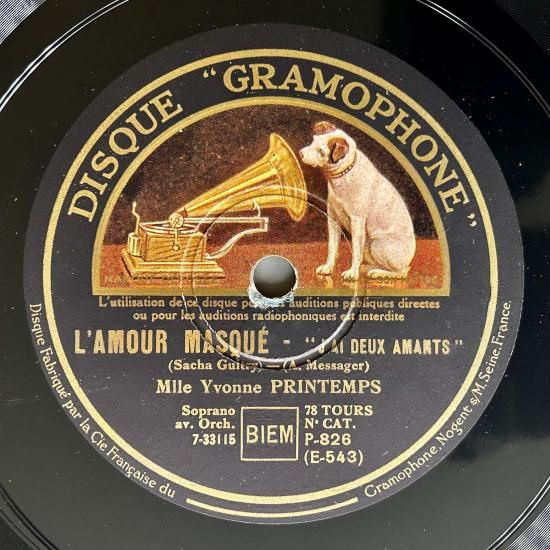 DISQUE "GRAMOPHONE"
L'utilisation de ce disque auditions publiques directes
ou pour les auditions radiophoniques est interdite
L'AMOUR MASQUÉ - "J'AI DEUX AMANTS"
(Sacha Guitry)—(A. Messager)
Mlle Yvonne PRINTEMPS
Soprano
av. Orch.
7-33115
BIEM
78 TOURS
N° CAT.
P-826
(E-543)
Disque Fabriqué par la Cie Française du Gramophone, Nogent s/M. Seine, France.